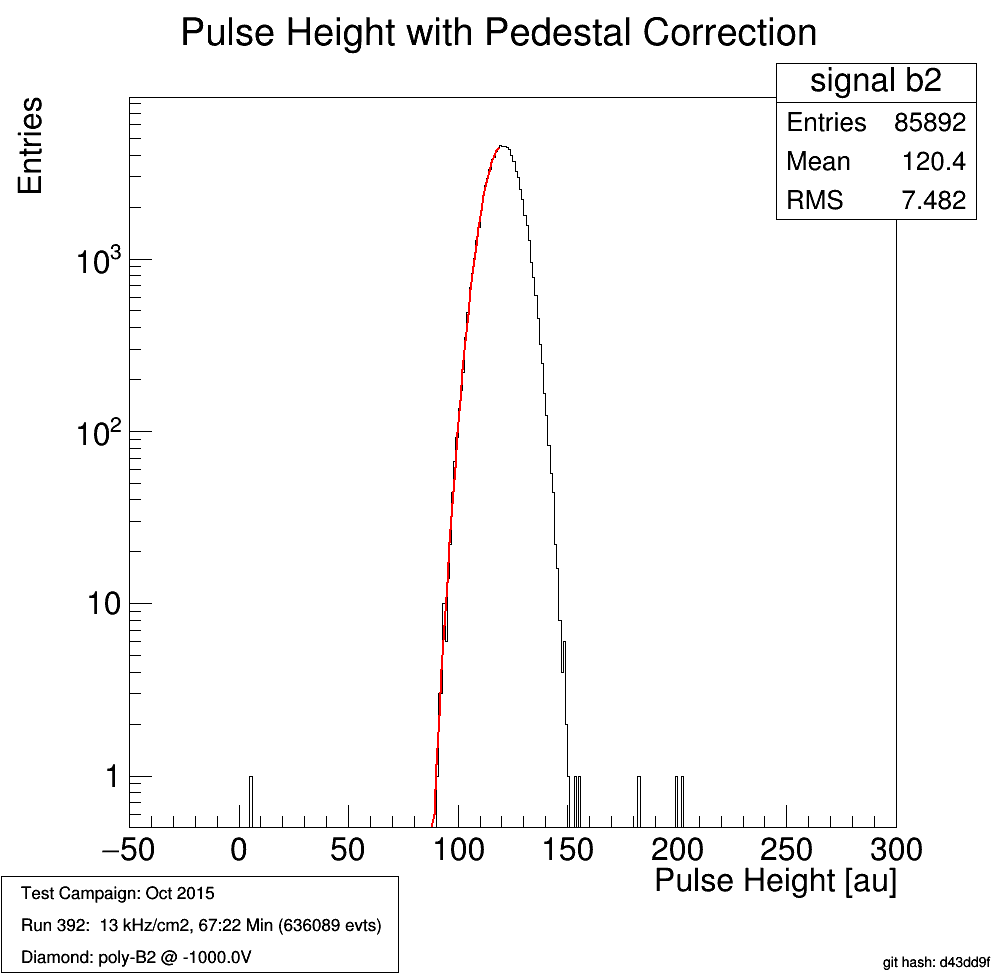 Pulse Height with Pedestal Correction
signal b2
Entries 85892
Mean 120.4
RMS 7.482
Entries
10³
10²
10
1
−50 0 50 100 150 200 250 300
Pulse Height [au]
Test Campaign: Oct 2015
Run 392: 13 kHz/cm2, 67:22 Min (636089 evts)
Diamond: poly-B2 @ -1000.0V
git hash: d43dd9f